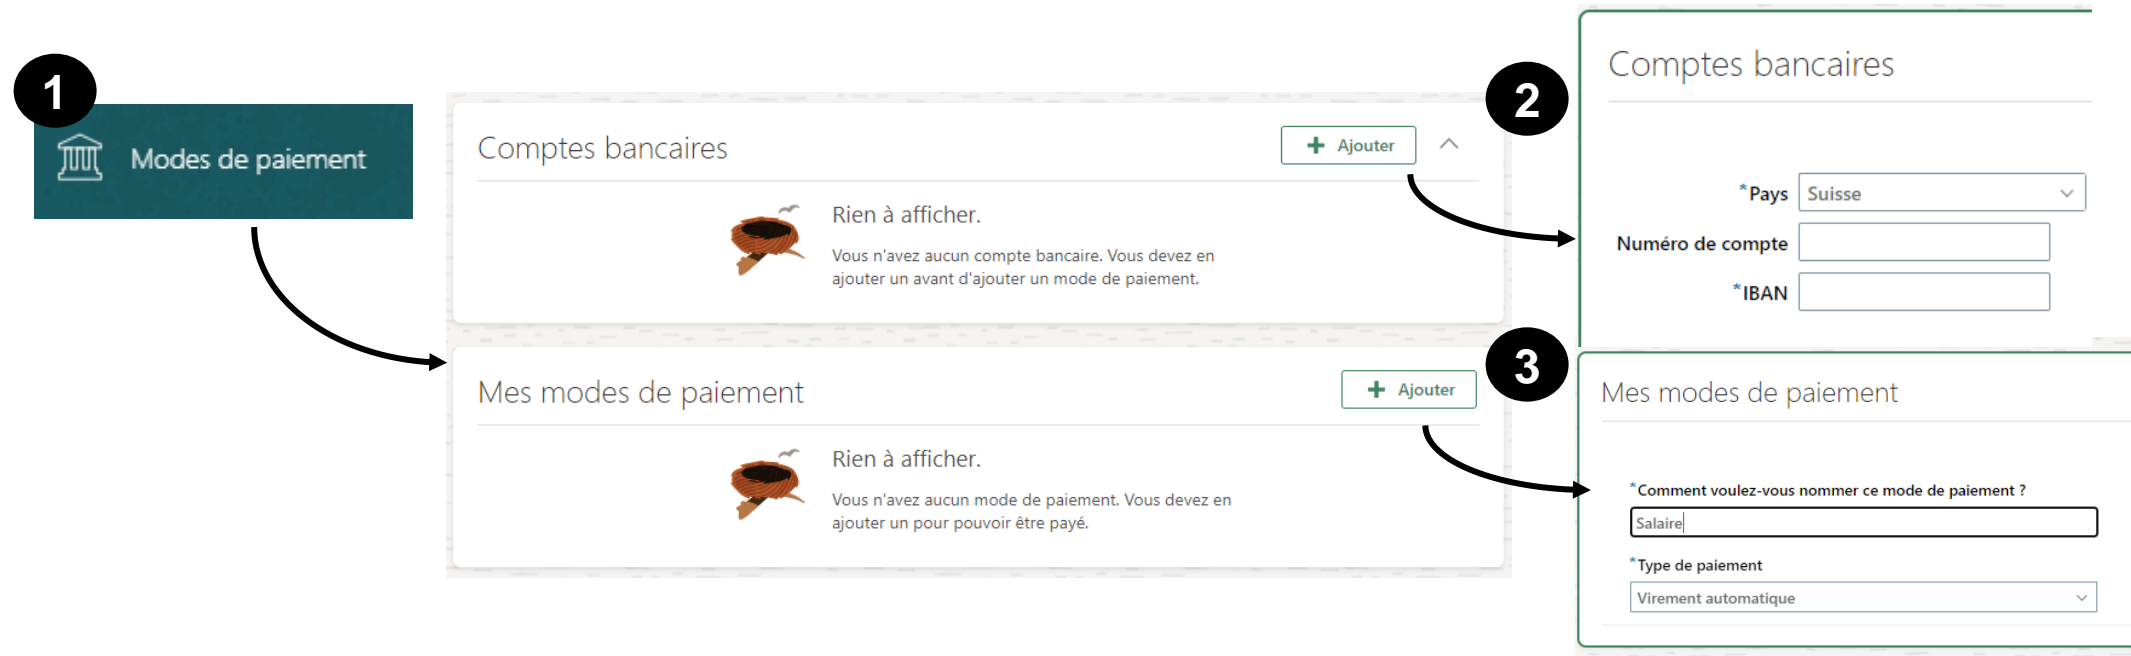 1
Modes de paiement
Comptes bancaires
Ajouter
Rien à afficher.
Vous n'avez aucun compte bancaire. Vous devez en
ajouter un avant d'ajouter un mode de paiement.
Mes modes de paiement
Ajouter
Rien à afficher.
Vous n'avez aucun mode de paiement. Vous devez en
ajouter un pour pouvoir être payé.
2
Comptes bancaires
*Pays Suisse
Numéro de compte
*IBAN
3
Mes modes de paiement
*Comment voulez-vous nommer ce mode de paiement ?
Salaire
*Type de paiement
Virement automatique